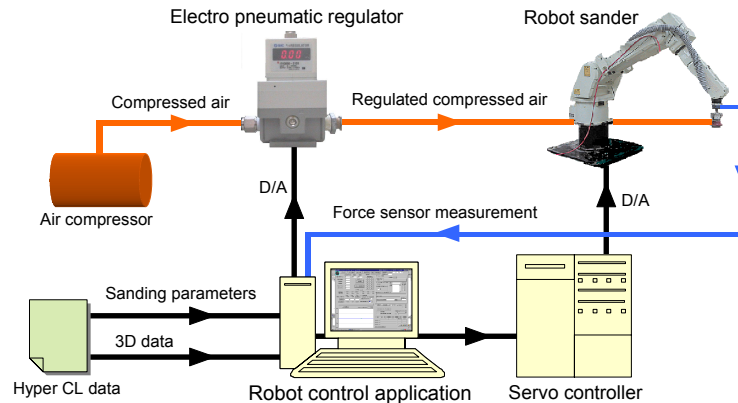 Electro pneumatic regulator
Robot sander
000
Compressed air
Regulated compressed air
D/A
D/A
Air compressor
Force sensor measurement
Sanding parameters
3D data
Hyper CL data
Robot control application
Servo controller